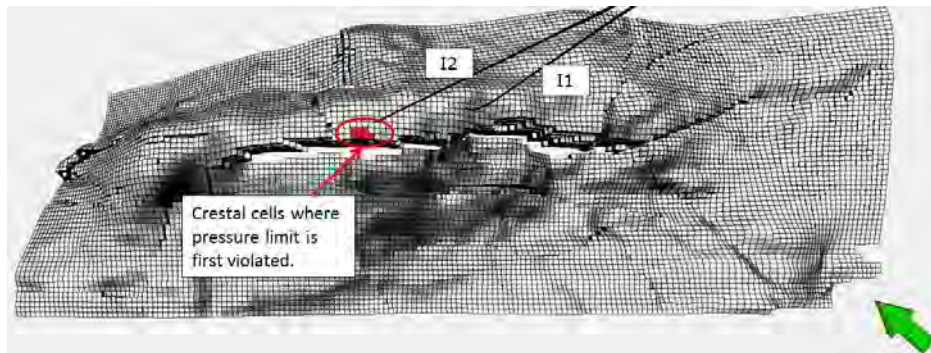 I2
I1
Crestal cells where
pressure limit is
first violated.